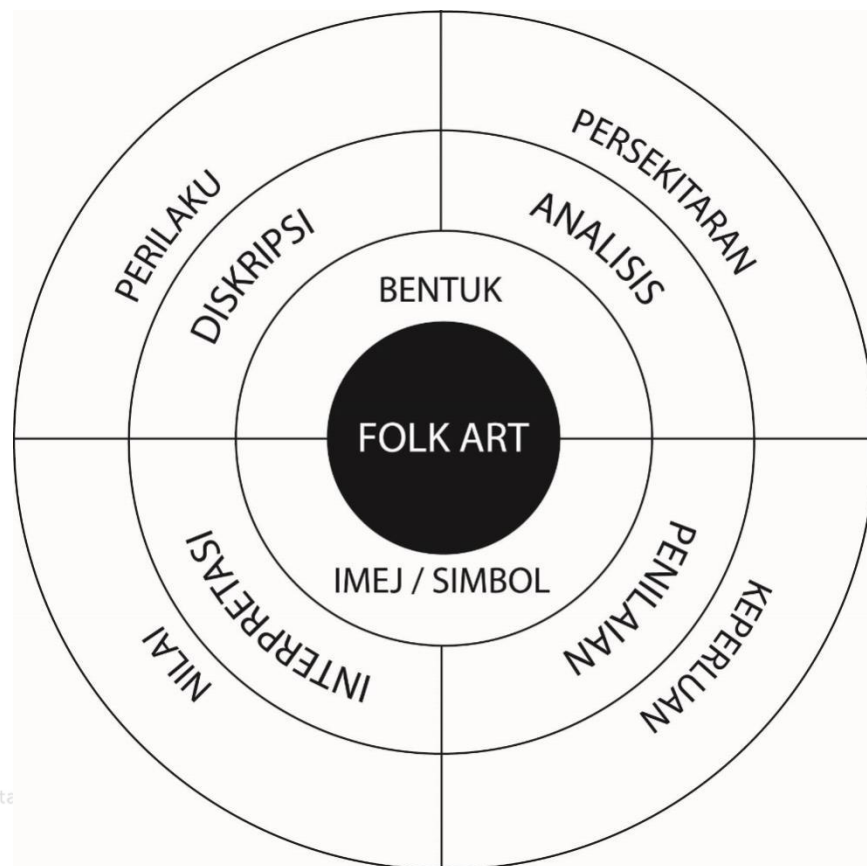 PERILAKU
PERSEKITARAN
DISKRIPSI
ANALISIS
BENTUK
FOLK ART
IMEJ / SIMBOL
INTERPRETASI
PENILAIAN
NILAI
KEPERLUAN